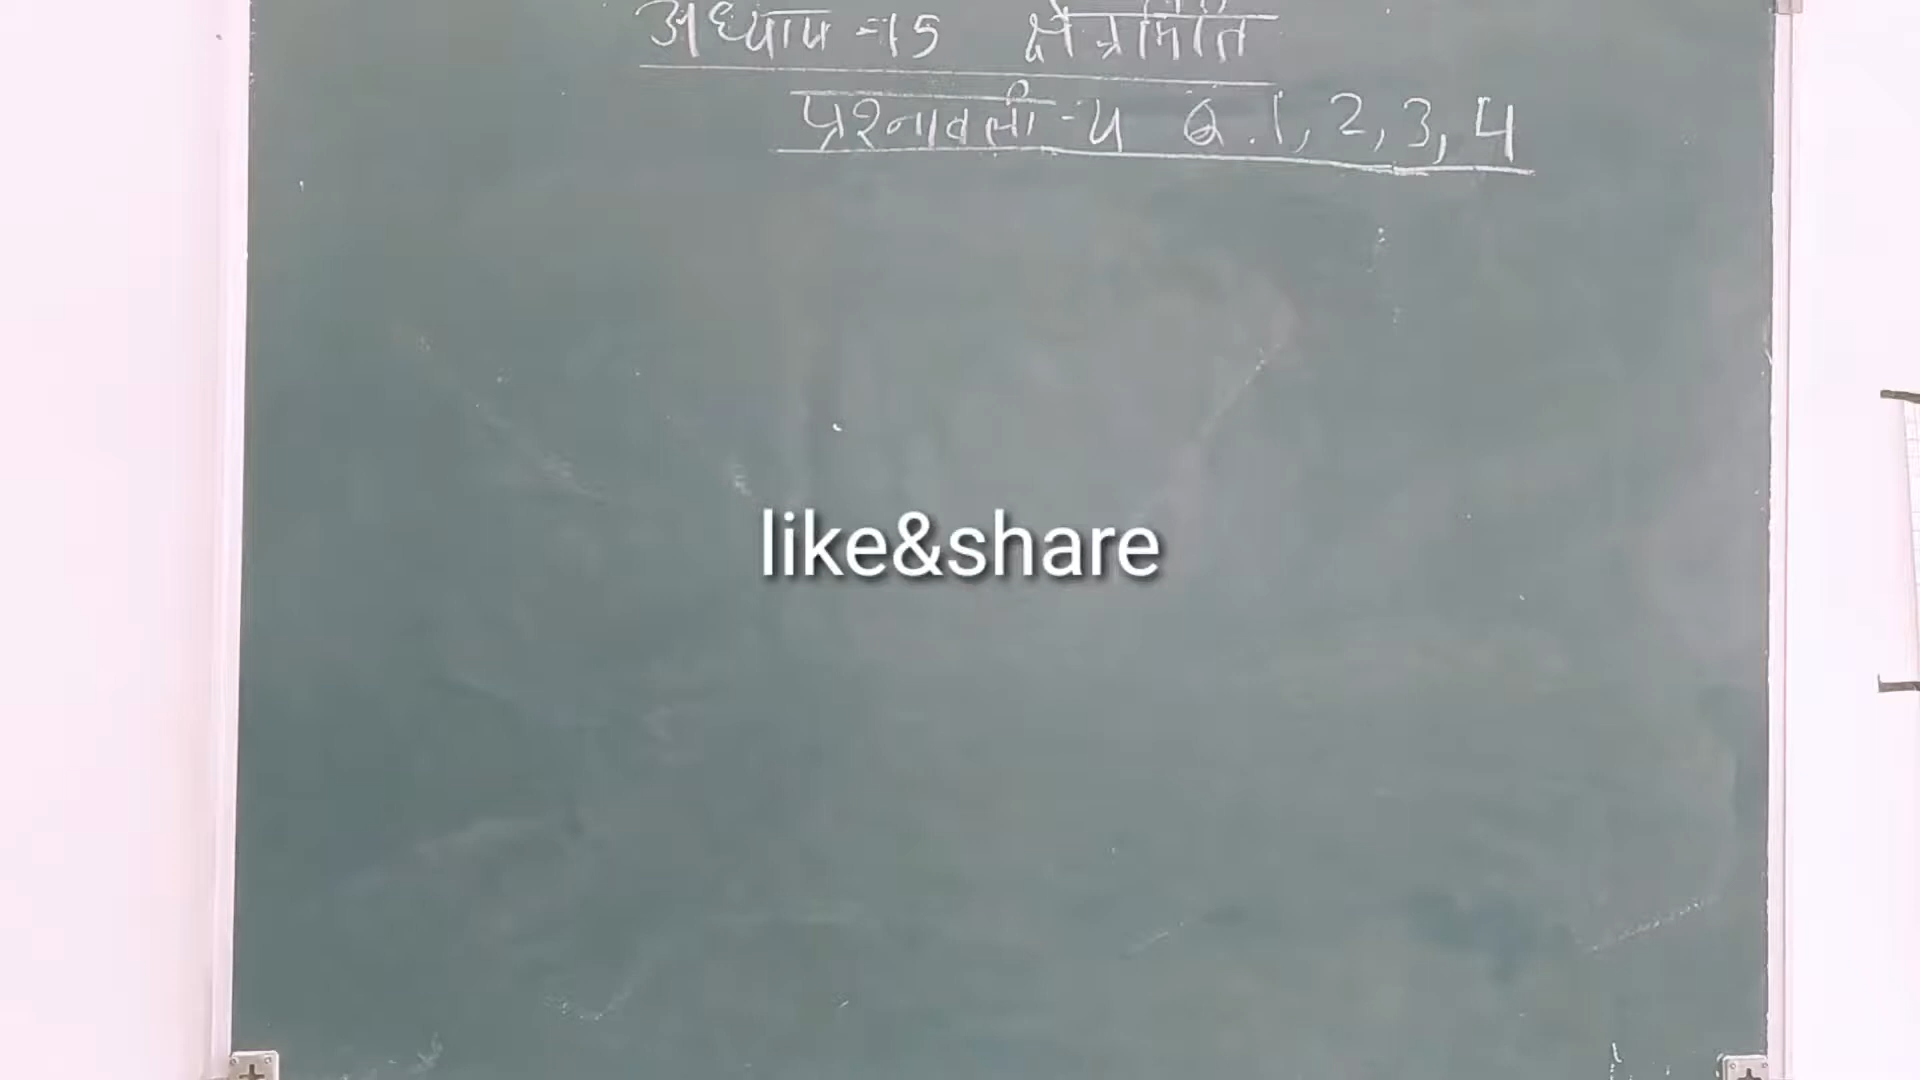 अध्याय -15 क्षेत्रमिति
प्रश्नावली - 4 Q.1, 2, 3, 4
like&share